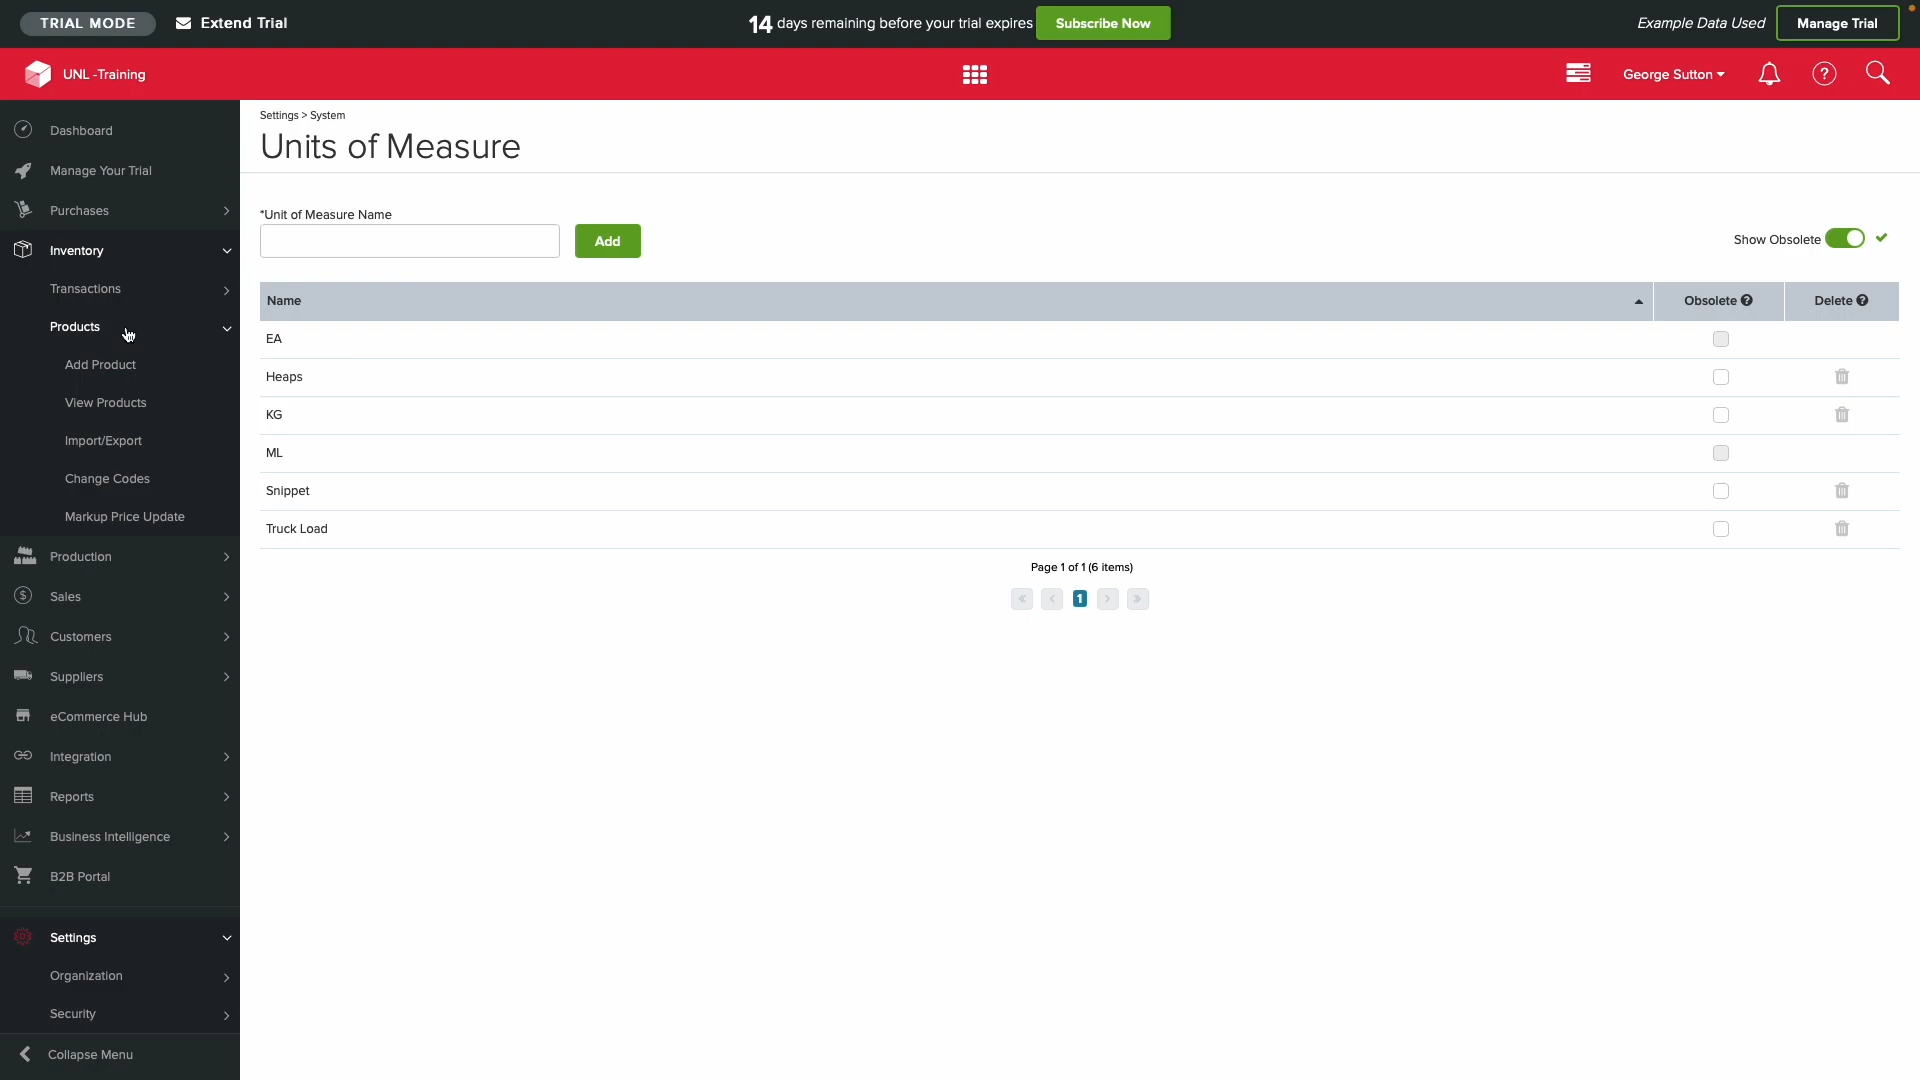 TRIAL MODE
Extend Trial
14 days remaining before your trial expires
Subscribe Now
Example Data Used
Manage Trial
UNL -Training
George Sutton
Dashboard
Manage Your Trial
Purchases
Inventory
Transactions
Products
Add Product
View Products
Import/Export
Change Codes
Markup Price Update
Production
Sales
Customers
Suppliers
eCommerce Hub
Integration
Reports
Business Intelligence
B2B Portal
Settings
Organization
Security
Collapse Menu
Settings > System
Units of Measure
*Unit of Measure Name
Add
Show Obsolete
Name
Obsolete
Delete
EA
Heaps
KG
ML
Snippet
Truck Load
Page 1 of 1 (6 items)
« < 1 > »